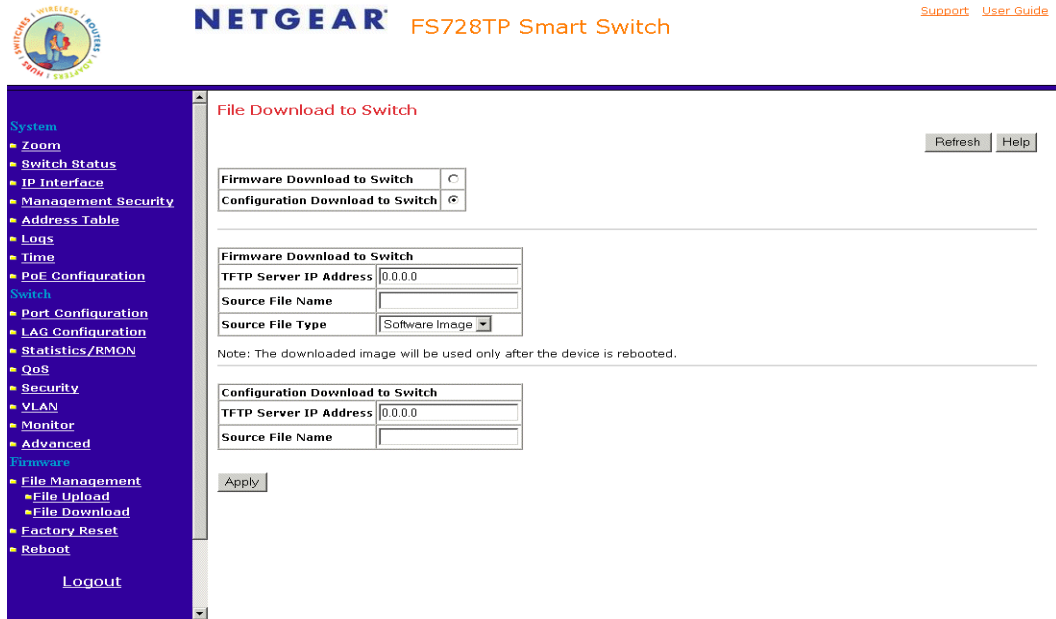 SWITCHES | WIRELESS | ROUTERS | ADAPTERS | HUBS |
NETGEAR
FS728TP Smart Switch
Support User Guide
System
Zoom
Switch Status
IP Interface
Management Security
Address Table
Logs
Time
PoE Configuration
Switch
Port Configuration
LAG Configuration
Statistics/RMON
QoS
Security
VLAN
Monitor
Advanced
Firmware
File Management
File Upload
File Download
Factory Reset
Reboot
Logout
File Download to Switch
Refresh Help
Firmware Download to Switch
Configuration Download to Switch
Firmware Download to Switch
TFTP Server IP Address 0.0.0.0
Source File Name
Source File Type Software Image
Note: The downloaded image will be used only after the device is rebooted.
Configuration Download to Switch
TFTP Server IP Address 0.0.0.0
Source File Name
Apply